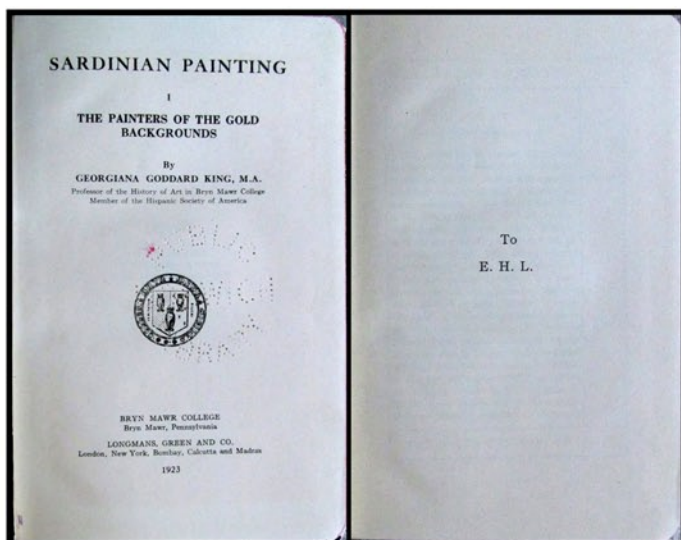 SARDINIAN PAINTING
I
THE PAINTERS OF THE GOLD
BACKGROUNDS
By
GEORGIANA GODDARD KING, M.A.
Professor of the History of Art in Bryn Mawr College
Member of the Hispanic Society of America
PUBLIC
BRYN MAWR COLLEGE
Bryn Mawr, Pennsylvania
LONGMANS, GREEN AND CO.
London, New York, Bombay, Calcutta and Madras
1923
To
E. H. L.